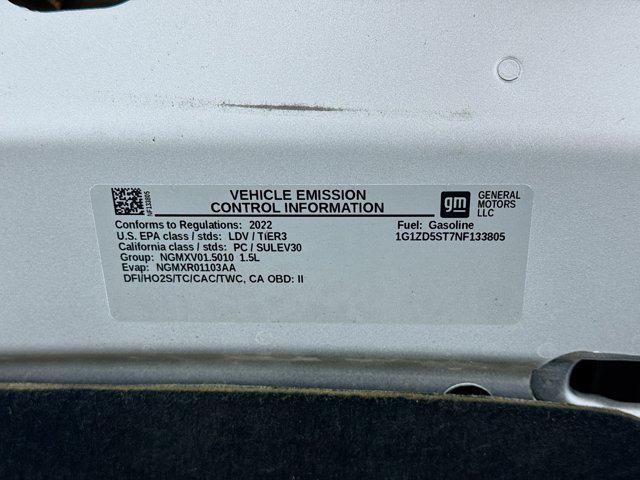 VEHICLE EMISSION
CONTROL INFORMATION
NF133805
gm
GENERAL
MOTORS
LLC
Conforms to Regulations: 2022
Fuel: Gasoline
U.S. EPA class / stds: LDV / TiER3
1G1ZD5ST7NF133805
California class / stds: PC / SULEV30
Group: NGMXV01.5010 1.5L
Evap: NGMXR01103AA
DFI/HO2S/TC/CAC/TWC, CA OBD: II